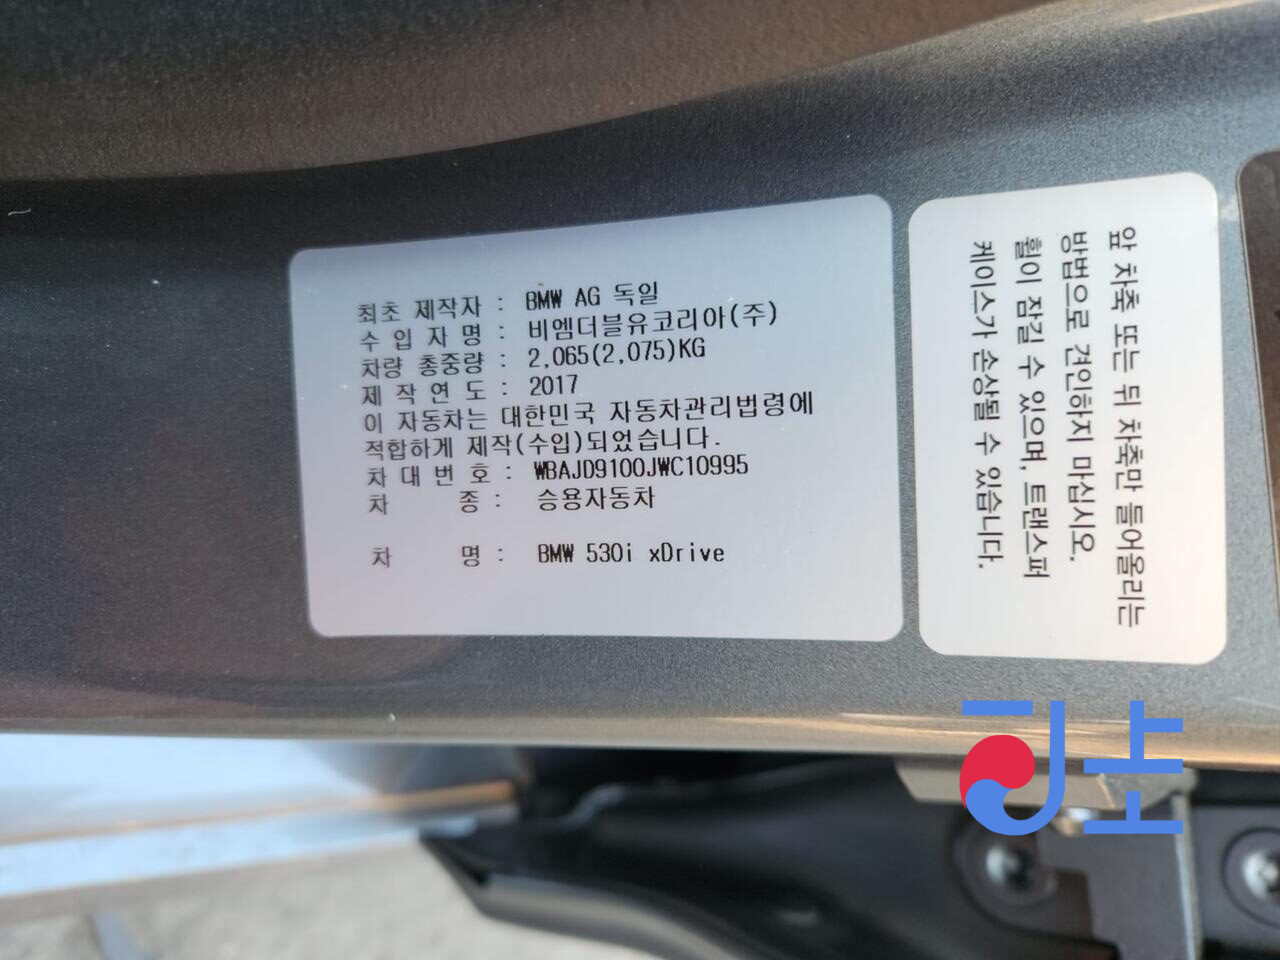 최초 제작자 : BMW AG 독일
수 입 자 명 : 비엠더블유코리아(주)
차량 총중량 : 2,065(2,075)KG
제 작 연 도 : 2017
이 자동차는 대한민국 자동차관리법령에
적합하게 제작(수입)되었습니다.
차 대 번 호 : WBAJD9100JWC10995
차 종 : 승용자동차
차 명 : BMW 530i xDrive
앞 차축 또는 뒤 차축만 들어올리는
방법으로 견인하지 마십시오.
휠이 잠길 수 있으며, 트랜스퍼
케이스가 손상될 수 있습니다.